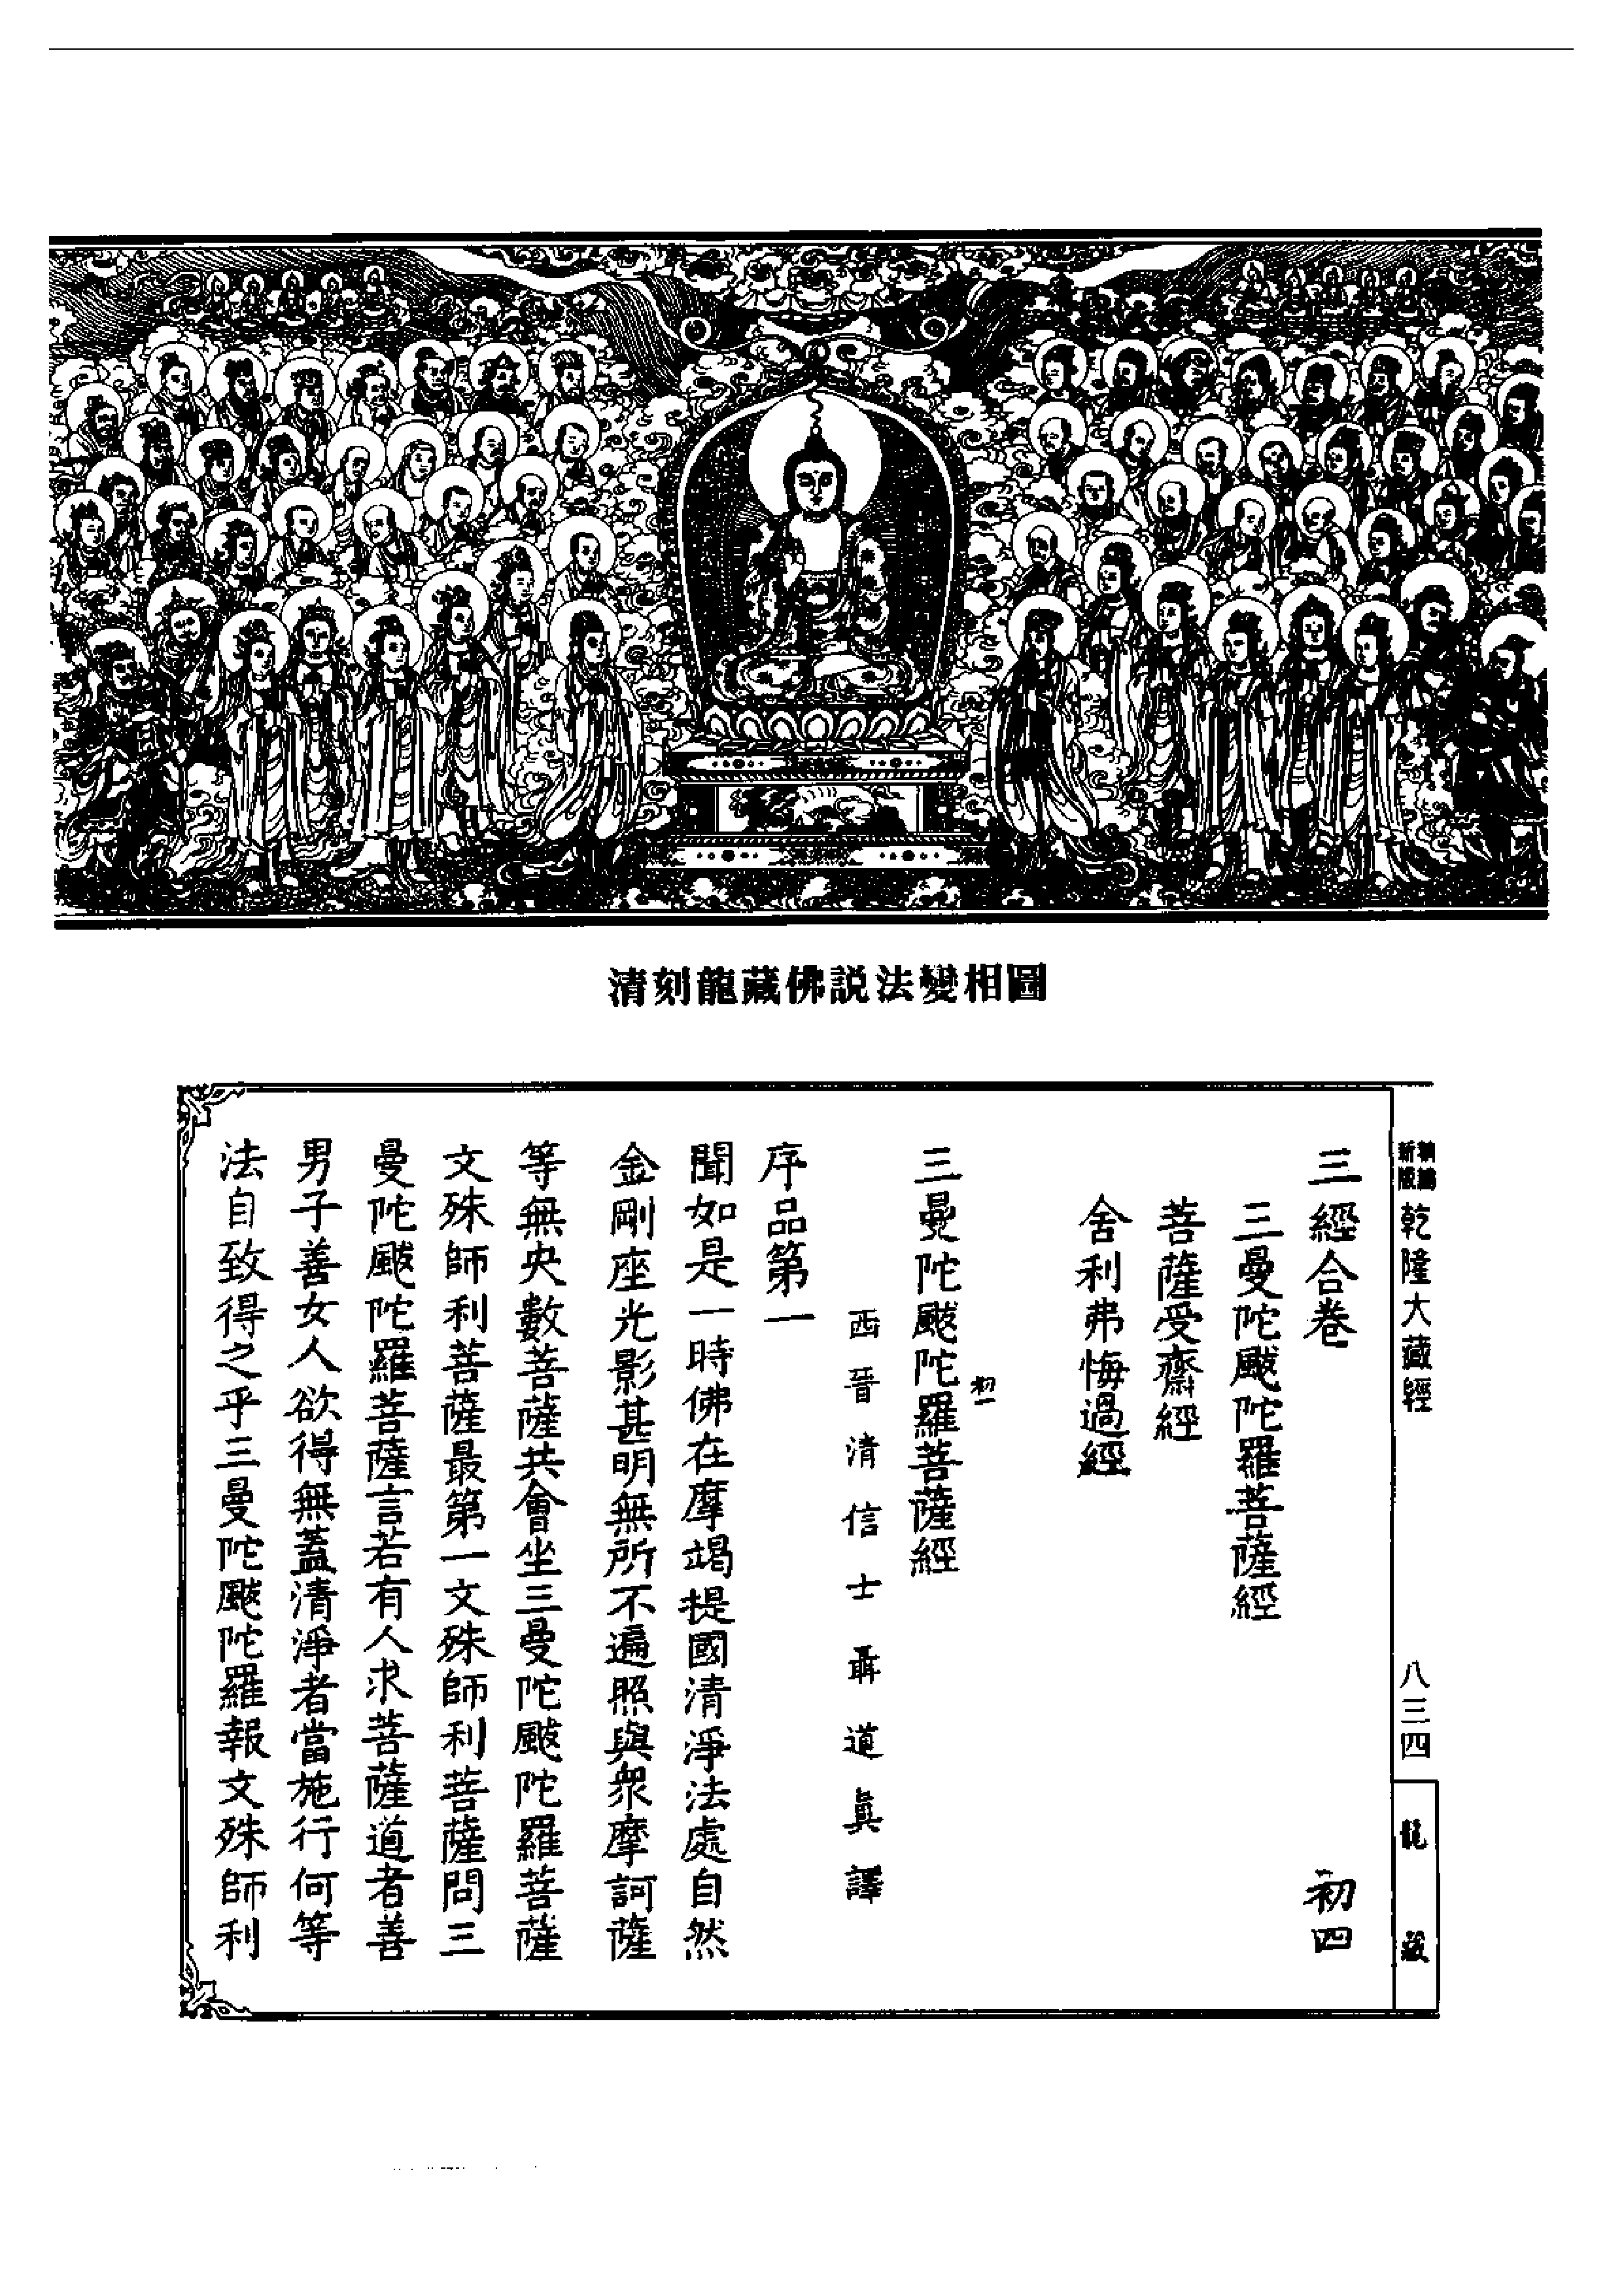 清刻龍藏佛説法變相圖
新版
精編
乾隆大藏經
八三四
龍藏
三經合卷 初四
三曼陀颰陀羅菩薩經
菩薩受齋經
舍利弗悔過經
初一
三曼陀颰陀羅菩薩經
西晉清信士聶道眞譯
序品第一
聞如是一時佛在摩竭提國清淨法處自然
金剛座光影甚明無所不遍照與衆摩訶薩
等無央數菩薩共會坐三曼陀颰陀羅菩薩
文殊師利菩薩最第一文殊師利菩薩問三
曼陀颰陀羅菩薩言若有人求菩薩道者善
男子善女人欲得無蓋清淨者當施行何等
法自致得之乎三曼陀颰陀羅報文殊師利